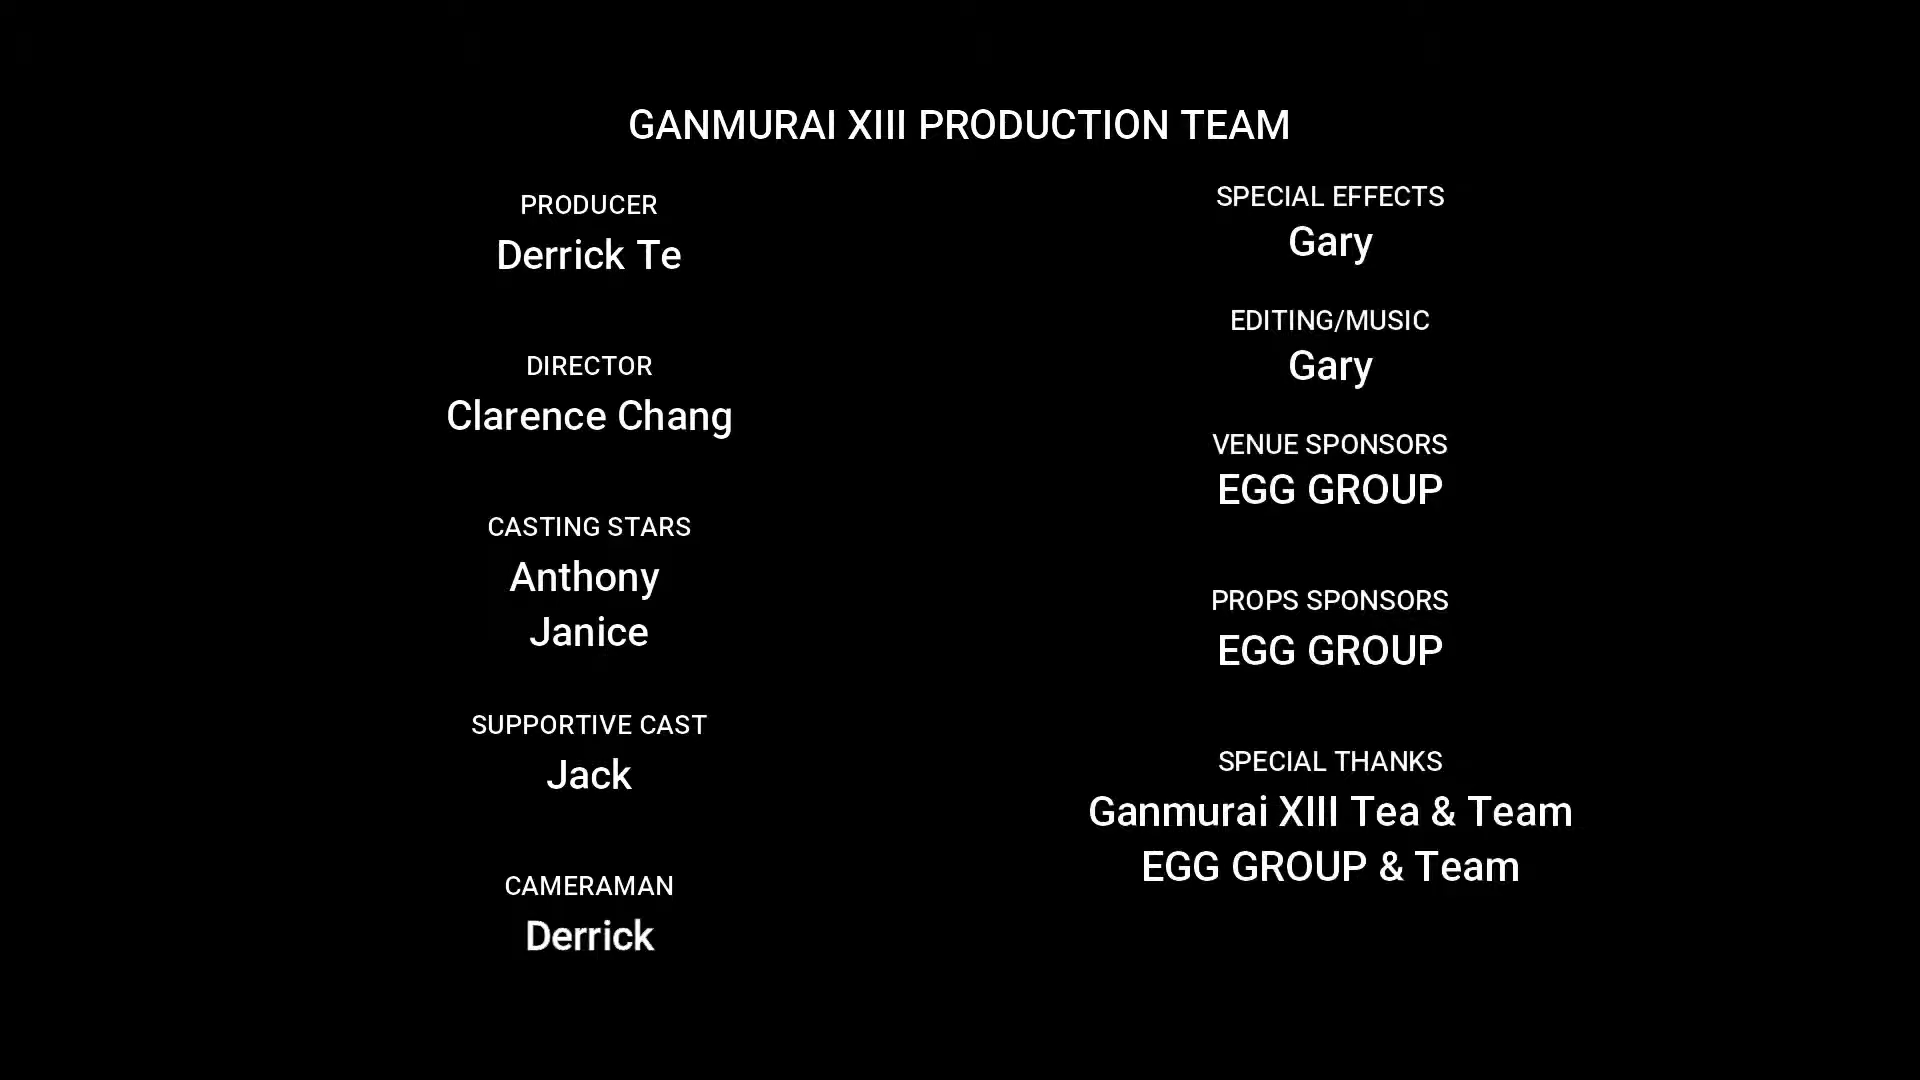 GANMURAI XIII PRODUCTION TEAM
PRODUCER
Derrick Te
DIRECTOR
Clarence Chang
CASTING STARS
Anthony
Janice
SUPPORTIVE CAST
Jack
CAMERAMAN
Derrick
SPECIAL EFFECTS
Gary
EDITING/MUSIC
Gary
VENUE SPONSORS
EGG GROUP
PROPS SPONSORS
EGG GROUP
SPECIAL THANKS
Ganmurai XIII Tea & Team
EGG GROUP & Team